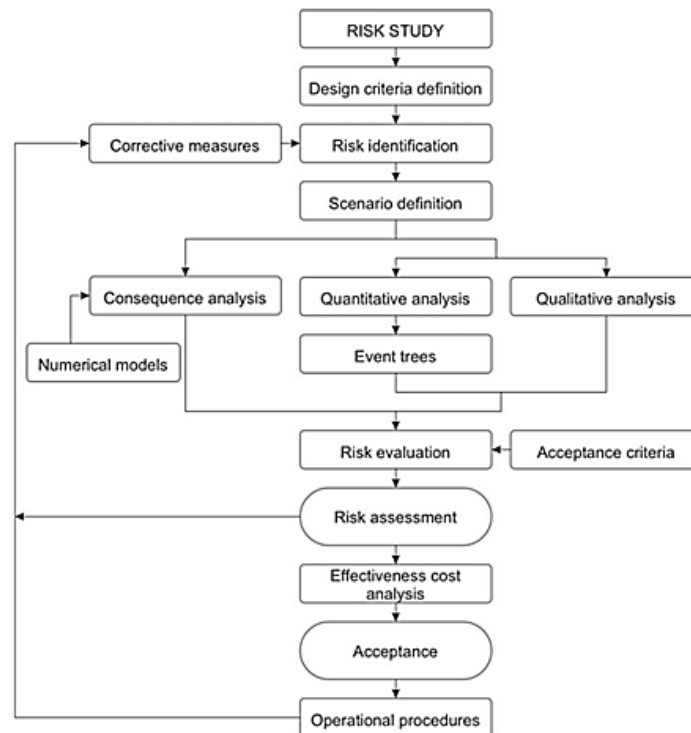 RISK STUDY
Design criteria definition
Corrective measures
Risk identification
Scenario definition
Consequence analysis
Quantitative analysis
Qualitative analysis
Numerical models
Event trees
Risk evaluation
Acceptance criteria
Risk assessment
Effectiveness cost
analysis
Acceptance
Operational procedures